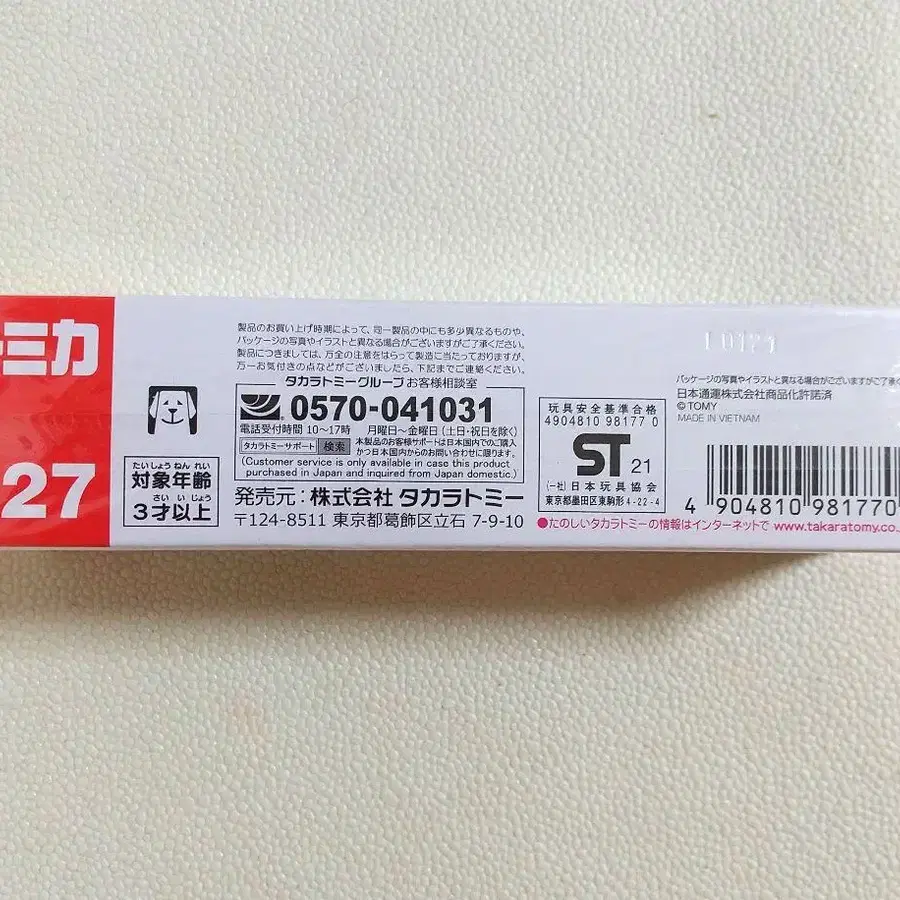 トミカ
27
たいしょうねんれい
対象年齢
さいいじょう
3才以上
製品のお買い上げ時期によって、同一製品の中にも多少異なるものや、
パッケージの写真やイラストと異なる場合がございますがご了承ください。
製品につきましては、万全の注意をはらって製造に当たっておりますが、
万一お気付きの点などがございましたら、下記までご連絡ください。
タカラトミーグループ お客様相談室
0570-041031
電話受付時間 10~17時 月曜日~金曜日(土・日・祝日を除く)
タカラトミーサポート 検索 本製品のお客様サポートは日本国内でのご購入
かつ日本国内からのお問い合わせに限ります。
(Customer service is only available in case this product
purchased in Japan and inquired from Japan domestic.)
発売元:株式会社 タカラトミー
〒124-8511 東京都葛飾区立石 7-9-10
玩具安全基準合格
4904810 98177 0
ST 21
(一社)日本玩具協会
東京都墨田区東駒形4-22-4
パッケージの写真やイラストと異なる場合がございますがご了承
日本通運株式会社商品化許諾済
© TOMY
MADE IN VIETNAM
4 904810 981770
●たのしいタカラトミーの情報はインターネットで www.takaratomy.co.